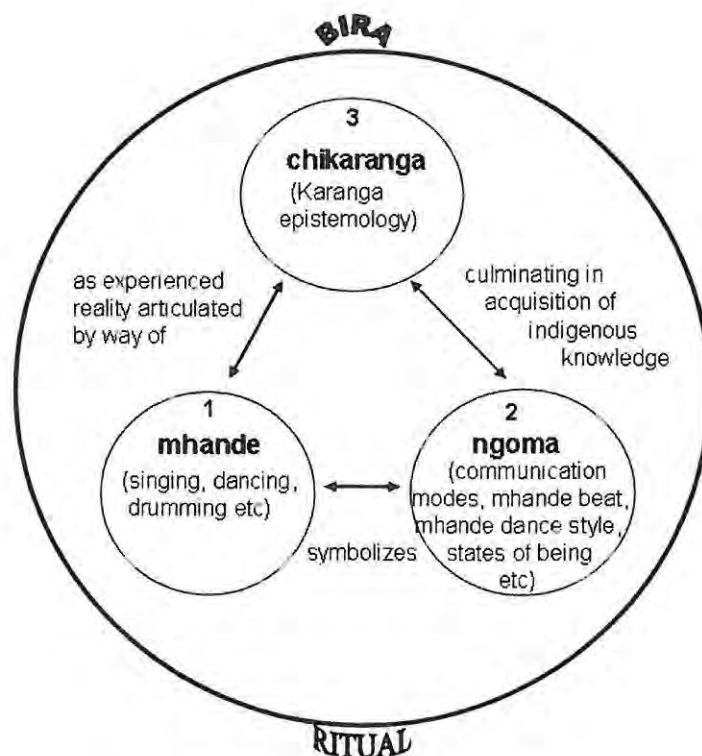 BIRA
3
chikaranga
(Karanga
epistemology)
as experienced
reality articulated
by way of
culminating in
acquisition of
indigenous
knowledge
1
mhande
(singing, dancing,
drumming etc)
symbolizes
2
ngoma
(communication
modes, mhande beat,
mhande dance style,
states of being
etc)
RITUAL